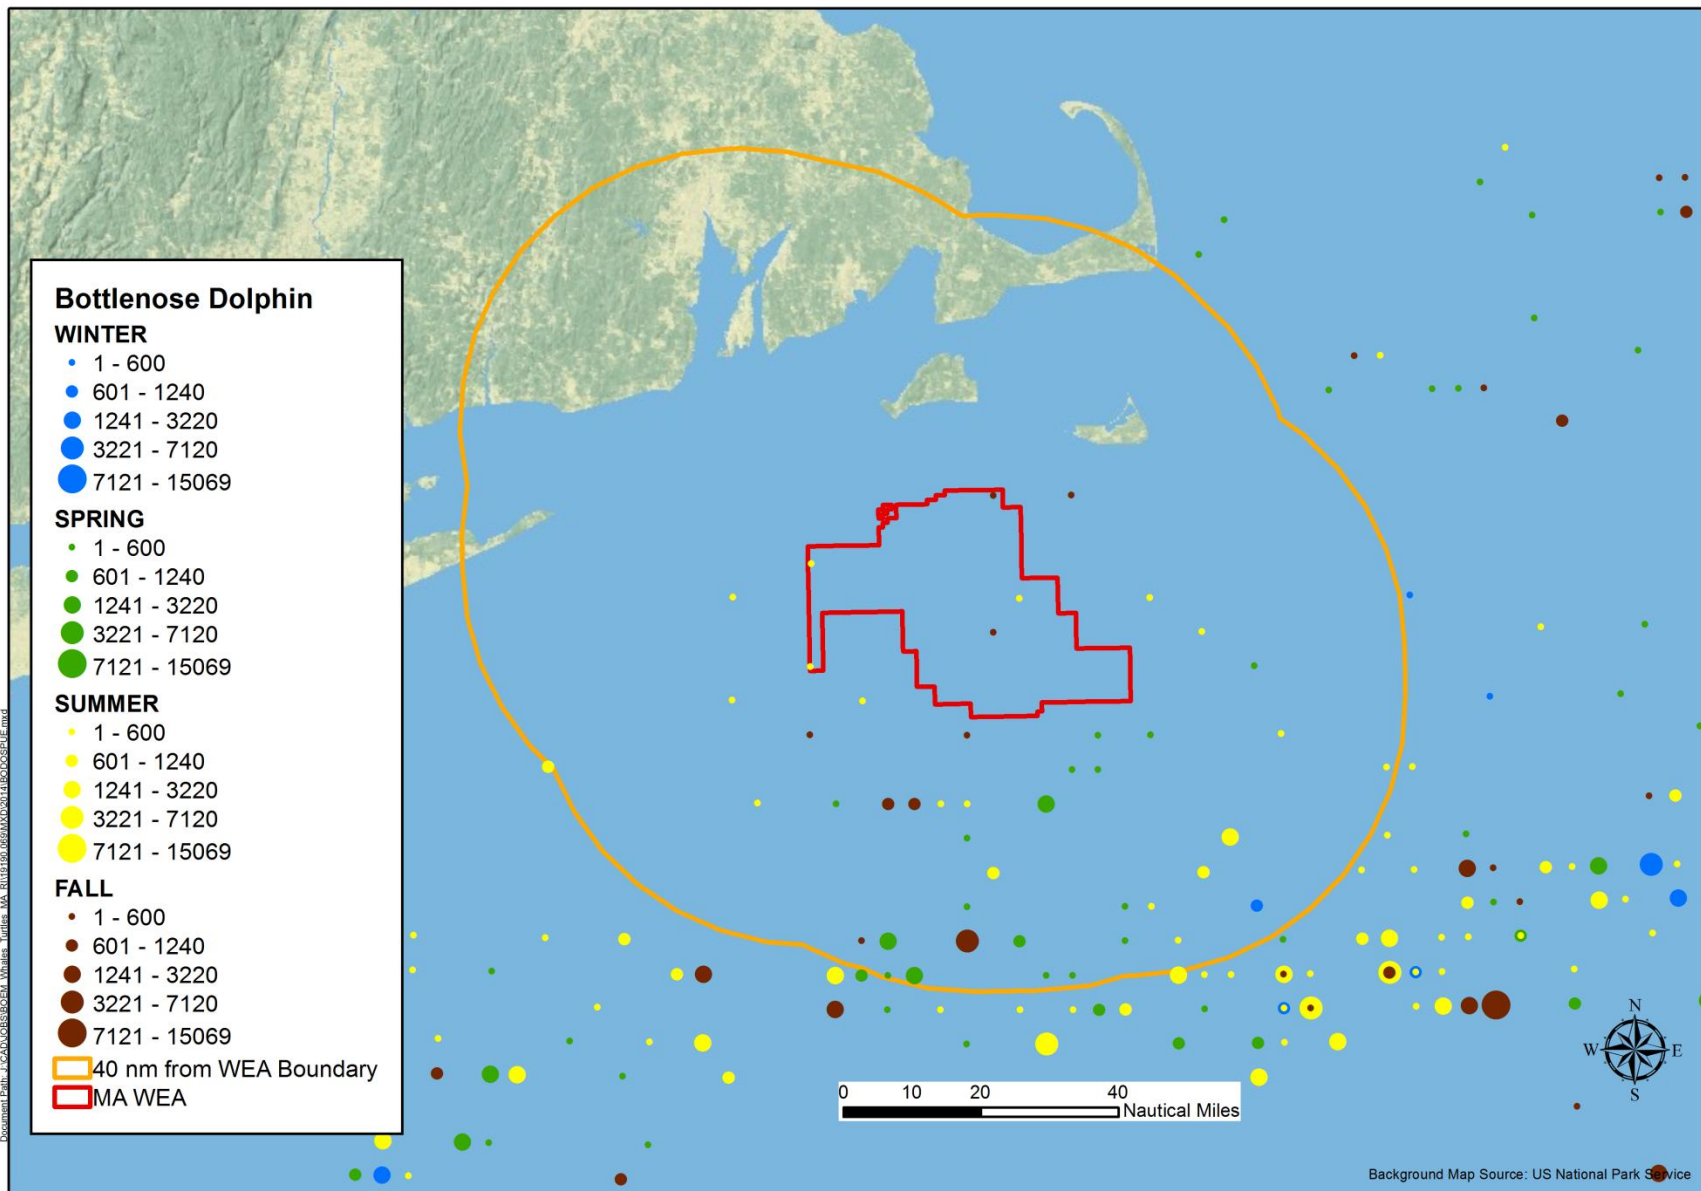 Bottlenose Dolphin
WINTER
1 - 600
601 - 1240
1241 - 3220
3221 - 7120
7121 - 15069
SPRING
1 - 600
601 - 1240
1241 - 3220
3221 - 7120
7121 - 15069
SUMMER
1 - 600
601 - 1240
1241 - 3220
3221 - 7120
7121 - 15069
FALL
1 - 600
601 - 1240
1241 - 3220
3221 - 7120
7121 - 15069
40 nm from WEA Boundary
MA WEA
N
W E
S
0 10 20 40
Nautical Miles
Background Map Source: US National Park Service
Document Path: